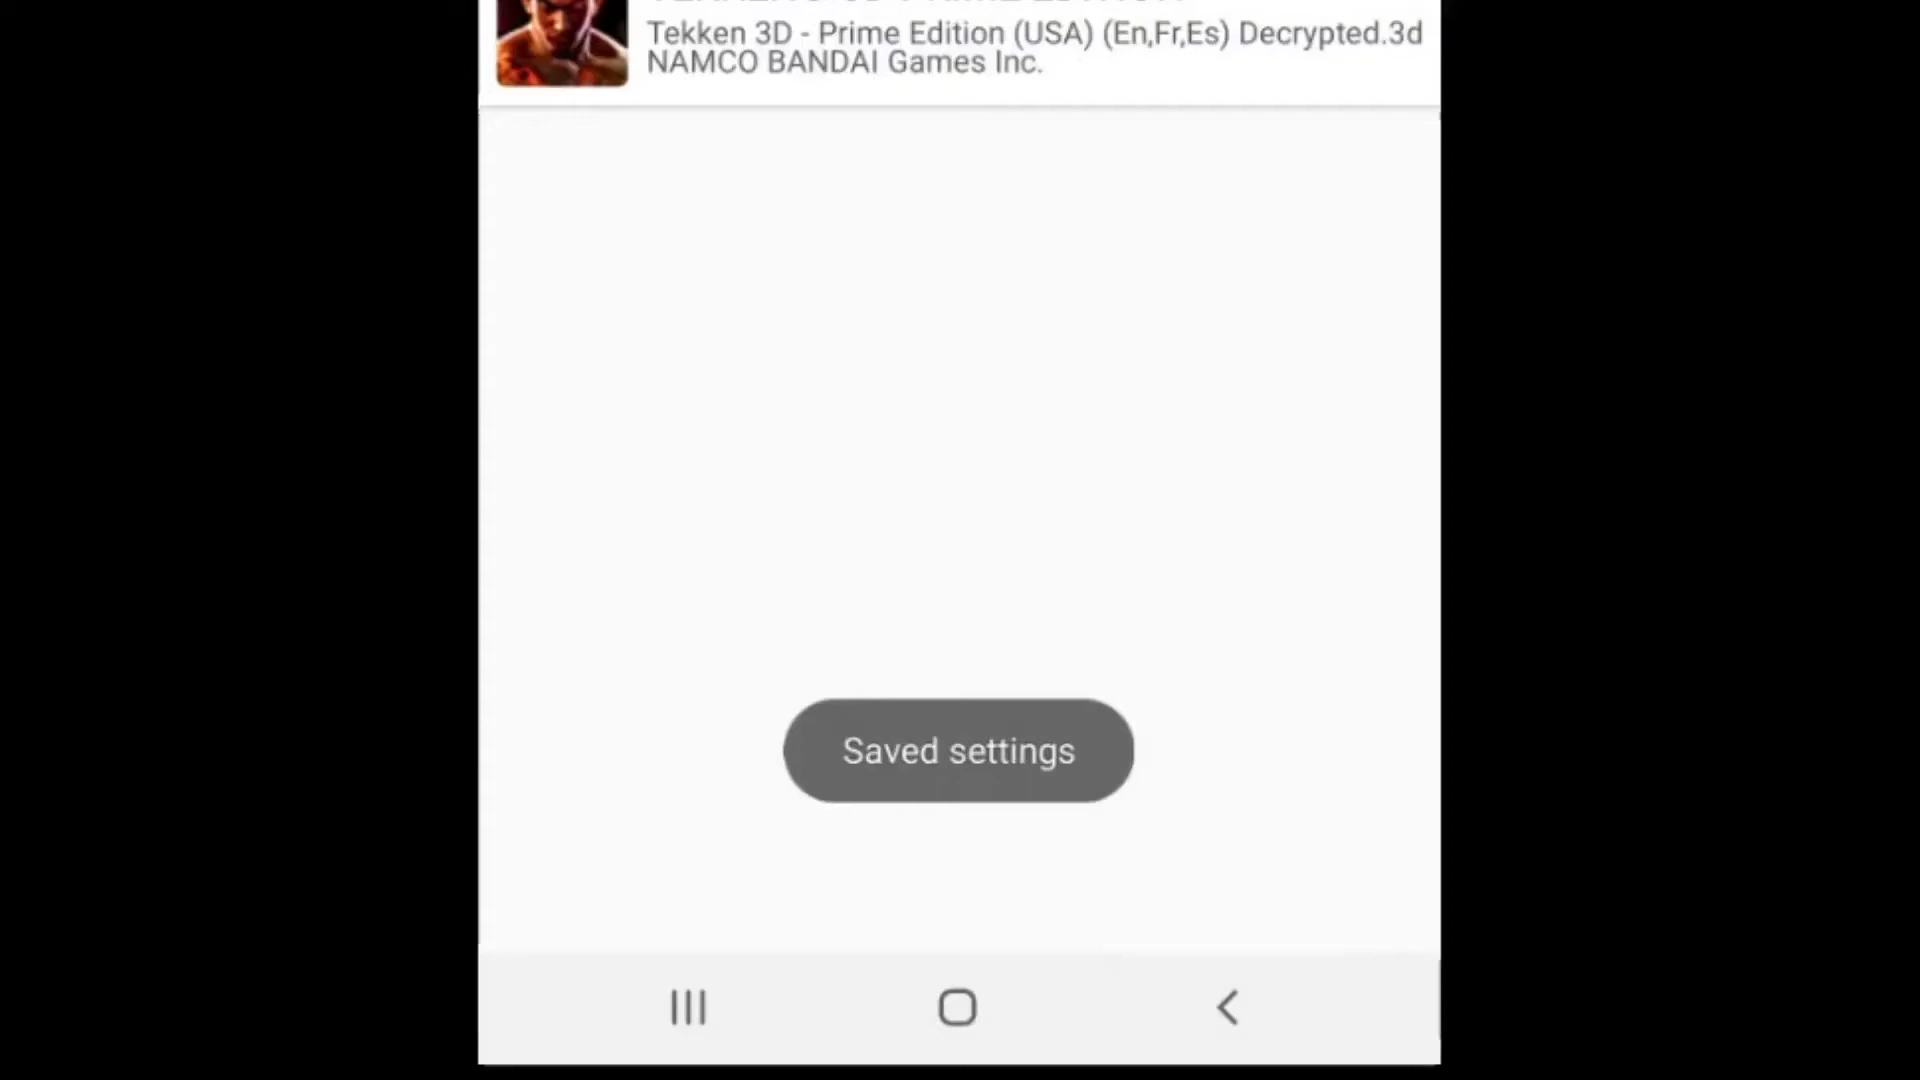 Tekken 3D - Prime Edition (USA) (En,Fr,Es) Decrypted.3d
NAMCO BANDAI Games Inc.
Saved settings